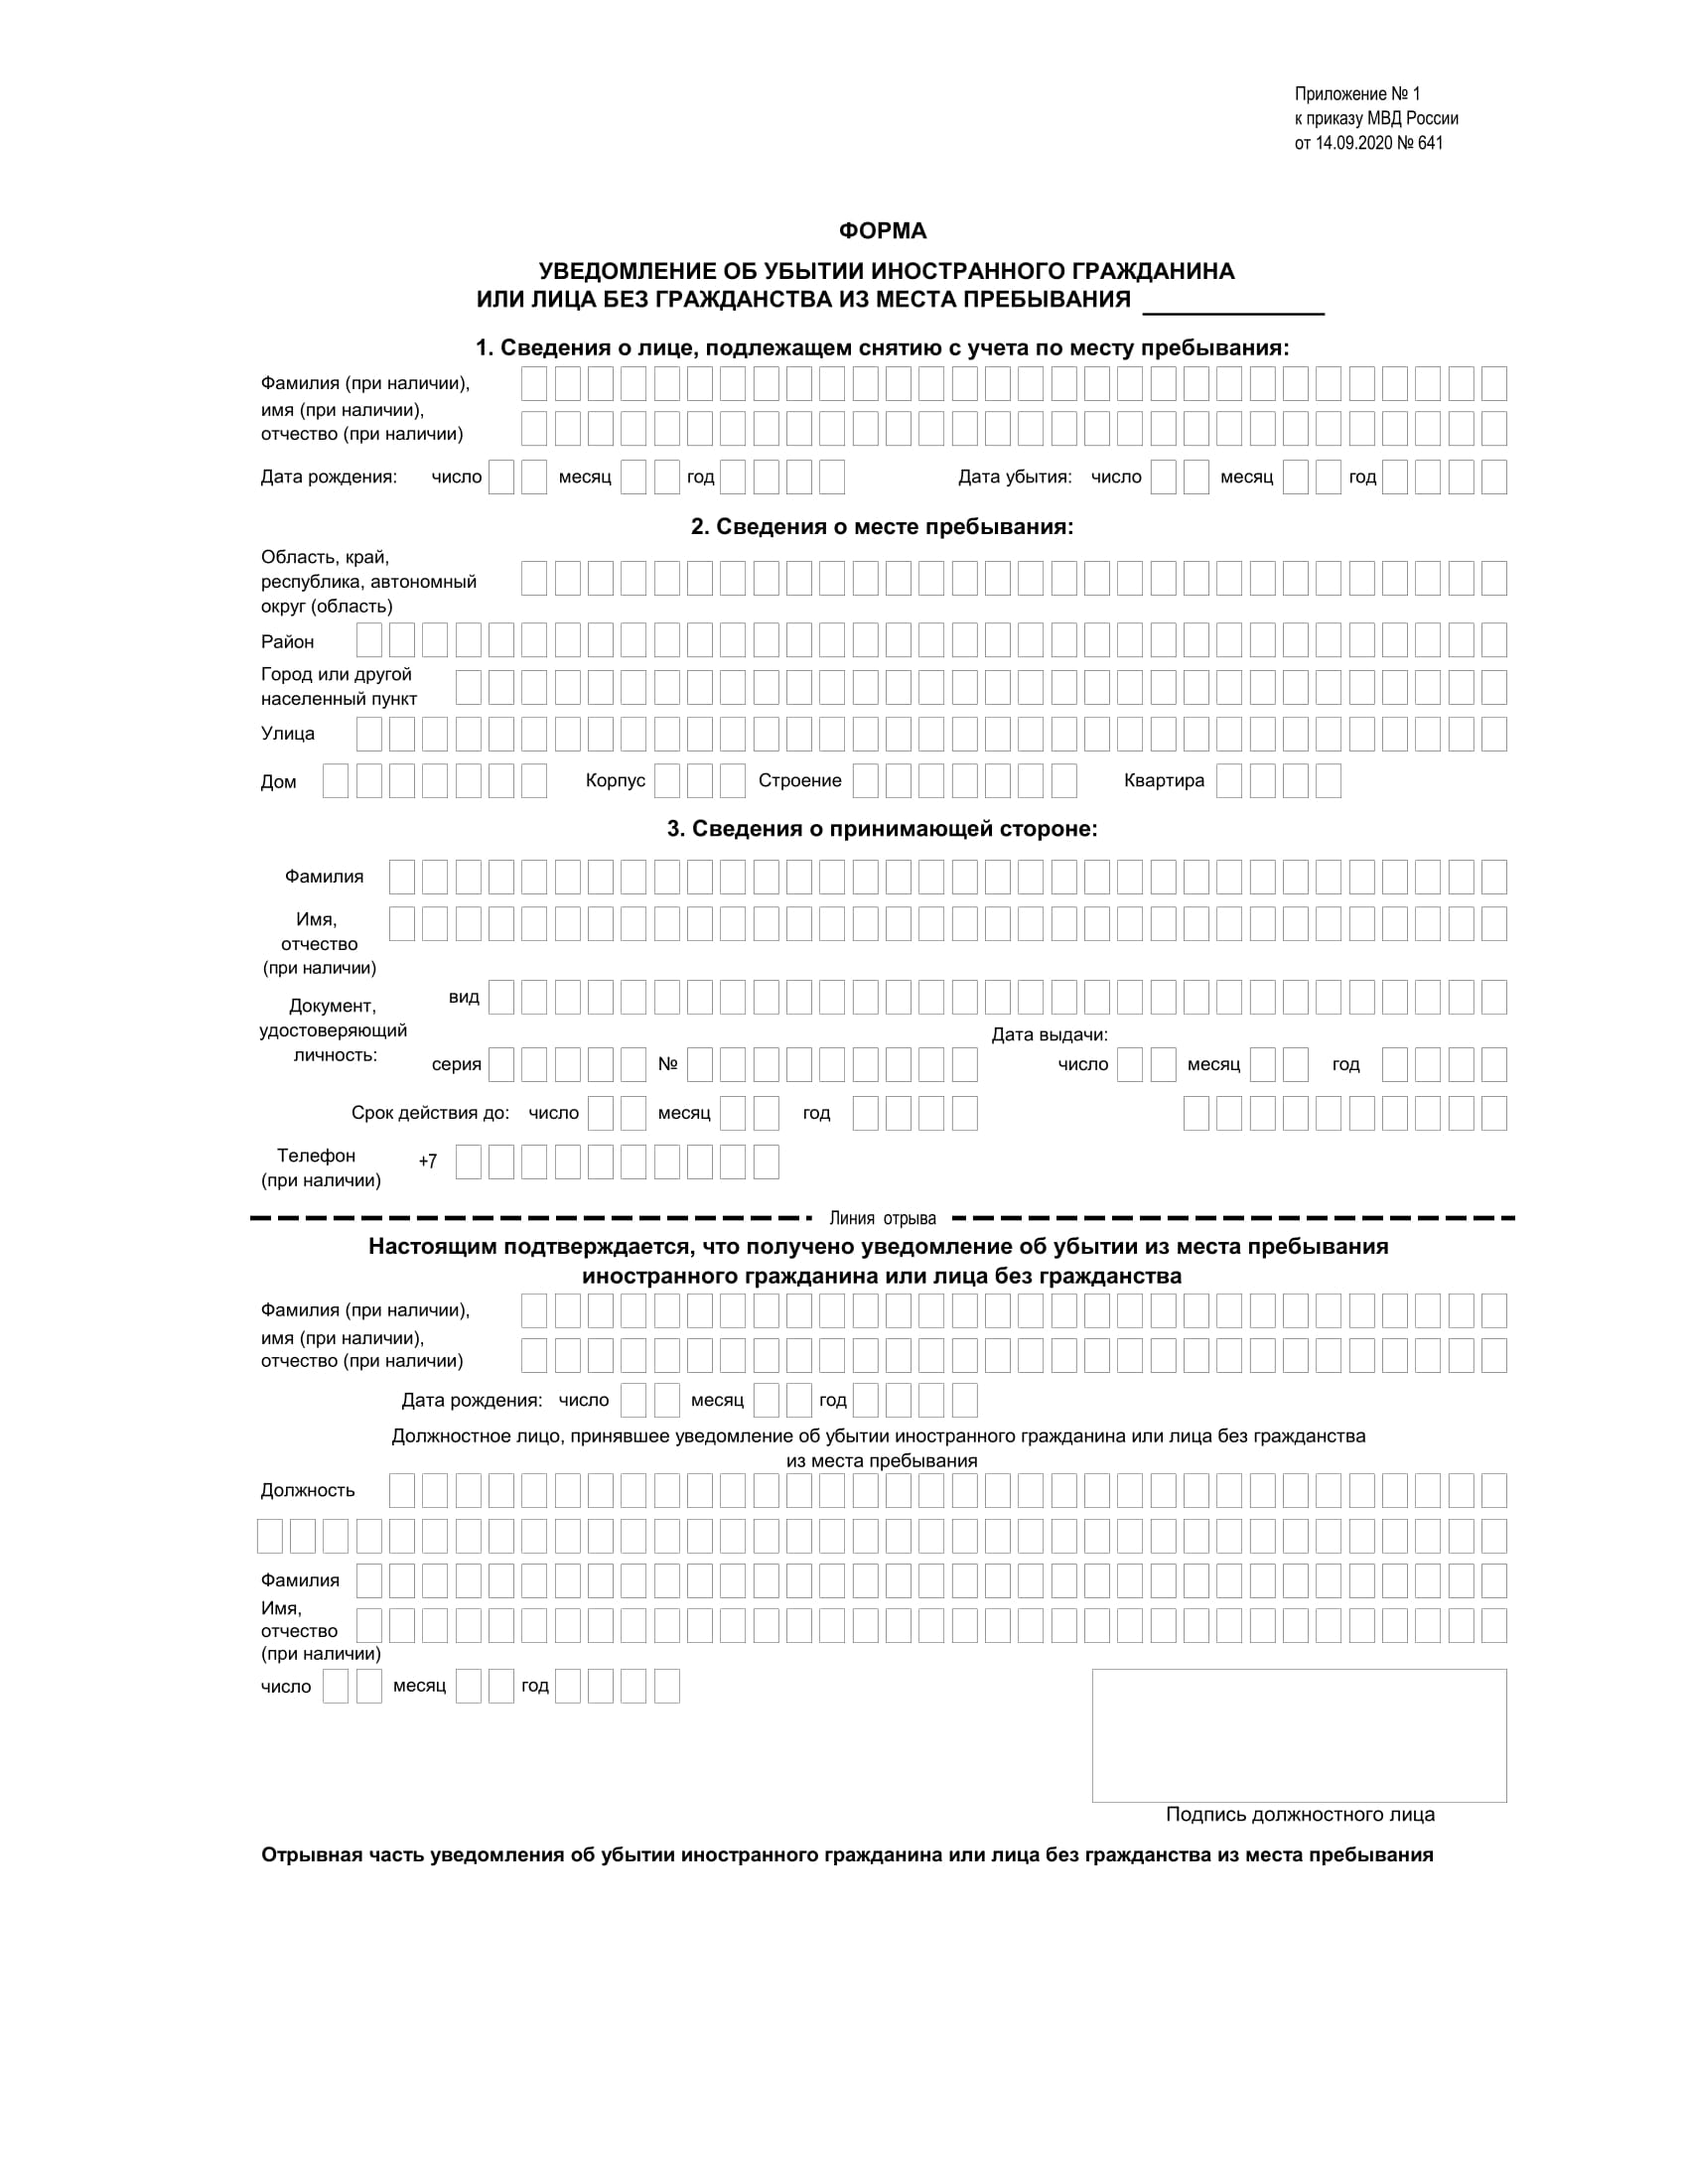 Приложение № 1
к приказу МВД России
от 14.09.2020 № 641
ФОРМА
УВЕДОМЛЕНИЕ ОБ УБЫТИИ ИНОСТРАННОГО ГРАЖДАНИНА
ИЛИ ЛИЦА БЕЗ ГРАЖДАНСТВА ИЗ МЕСТА ПРЕБЫВАНИЯ
1. Сведения о лице, подлежащем снятию с учета по месту пребывания:
Фамилия (при наличии),
имя (при наличии),
отчество (при наличии)
Дата рождения: число месяц год Дата убытия: число месяц год
2. Сведения о месте пребывания:
Область, край,
республика, автономный
округ (область)
Район
Город или другой
населенный пункт
Улица
Дом Корпус Строение Квартира
3. Сведения о принимающей стороне:
Фамилия
Имя,
отчество
(при наличии)
Документ,
удостоверяющий
личность:
вид
Дата выдачи:
серия № число месяц год
Срок действия до: число месяц год
Телефон
(при наличии)
+7
Линия отрыва
Настоящим подтверждается, что получено уведомление об убытии из места пребывания
иностранного гражданина или лица без гражданства
Фамилия (при наличии),
имя (при наличии),
отчество (при наличии)
Дата рождения: число месяц год
Должностное лицо, принявшее уведомление об убытии иностранного гражданина или лица без гражданства
из места пребывания
Должность
Фамилия
Имя,
отчество
(при наличии)
число месяц год
Подпись должностного лица
Отрывная часть уведомления об убытии иностранного гражданина или лица без гражданства из места пребывания